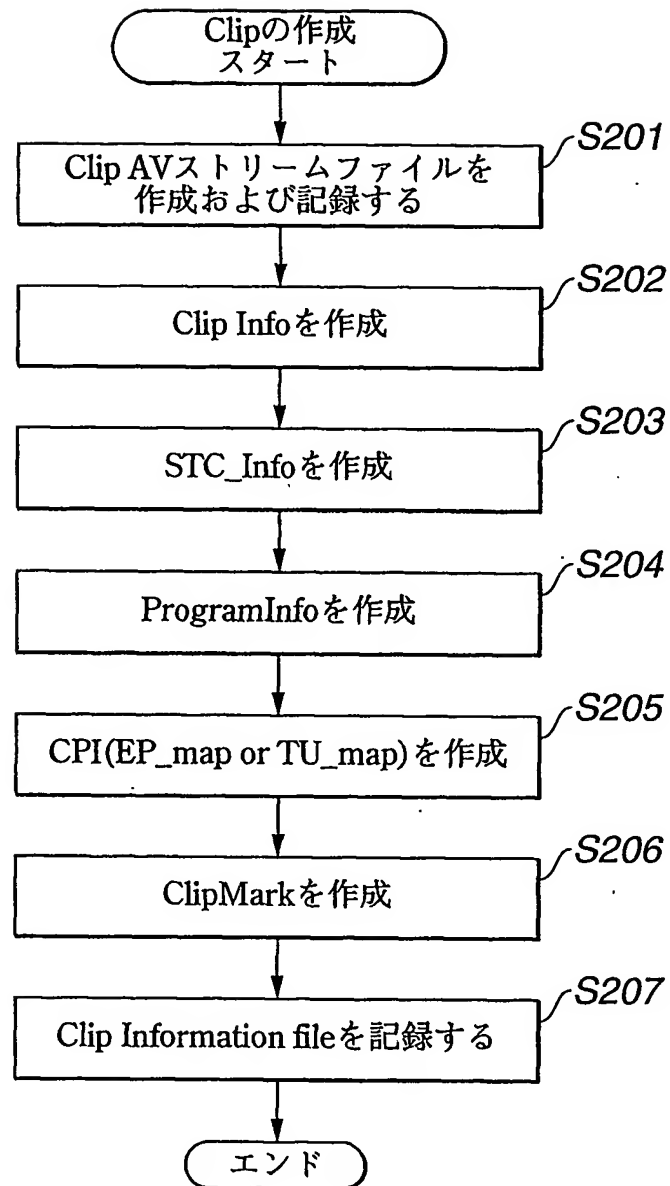 Clipの作成
スタート
S201
Clip AVストリームファイルを
作成および記録する
S202
Clip Infoを作成
S203
STC_Infoを作成
S204
ProgramInfoを作成
S205
CPI(EP_map or TU_map)を作成
S206
ClipMarkを作成
S207
Clip Information fileを記録する
エンド